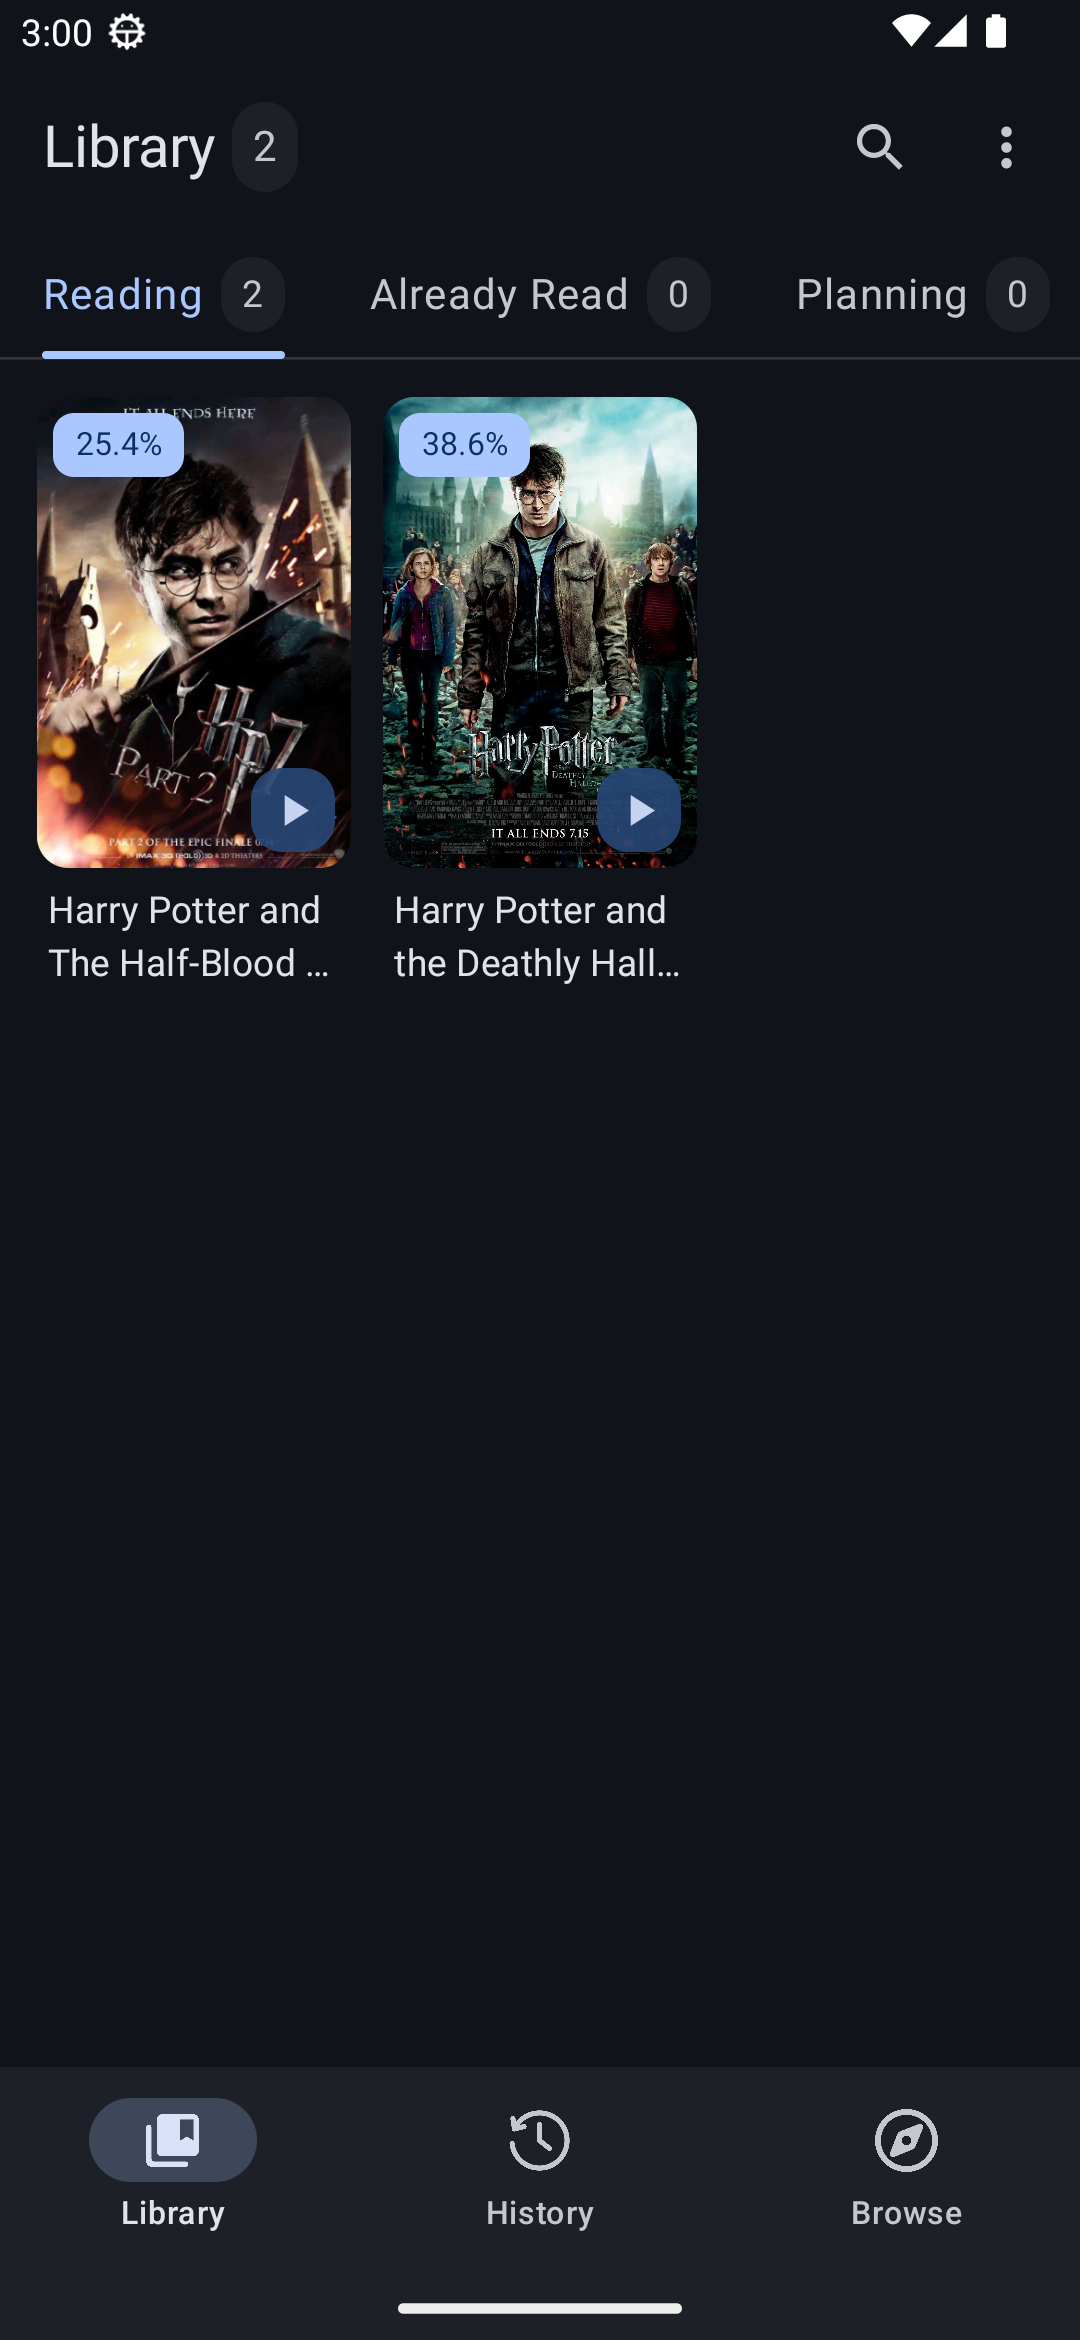 3:00
Library 2
Reading 2
Already Read 0
Planning 0
IT ALL ENDS HERE
25.4%
HP7
PART 2
PART 2 OF THE EPIC FINALE
Harry Potter and
The Half-Blood ...
38.6%
Harry Potter
DEATHLY
IT ALL ENDS 7.15
Harry Potter and
the Deathly Hall...
Library
History
Browse